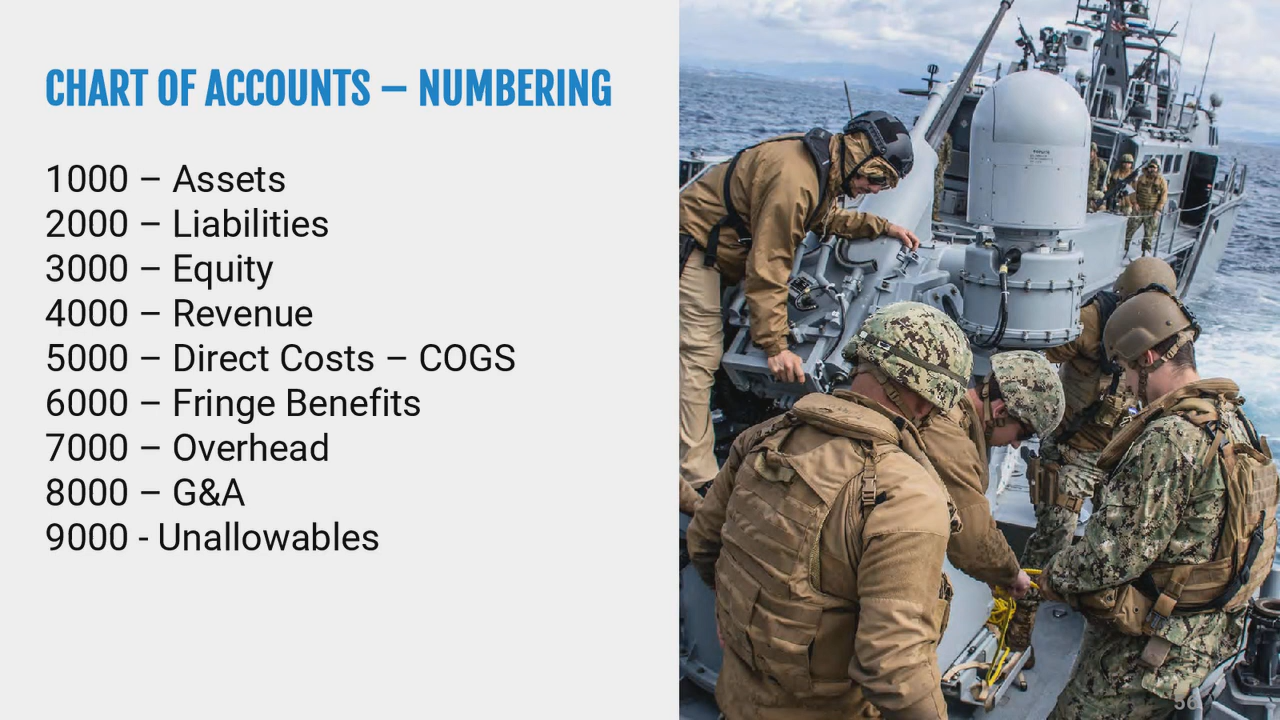 CHART OF ACCOUNTS – NUMBERING
1000 – Assets
2000 – Liabilities
3000 – Equity
4000 – Revenue
5000 – Direct Costs – COGS
6000 – Fringe Benefits
7000 – Overhead
8000 – G&A
9000 - Unallowables
56